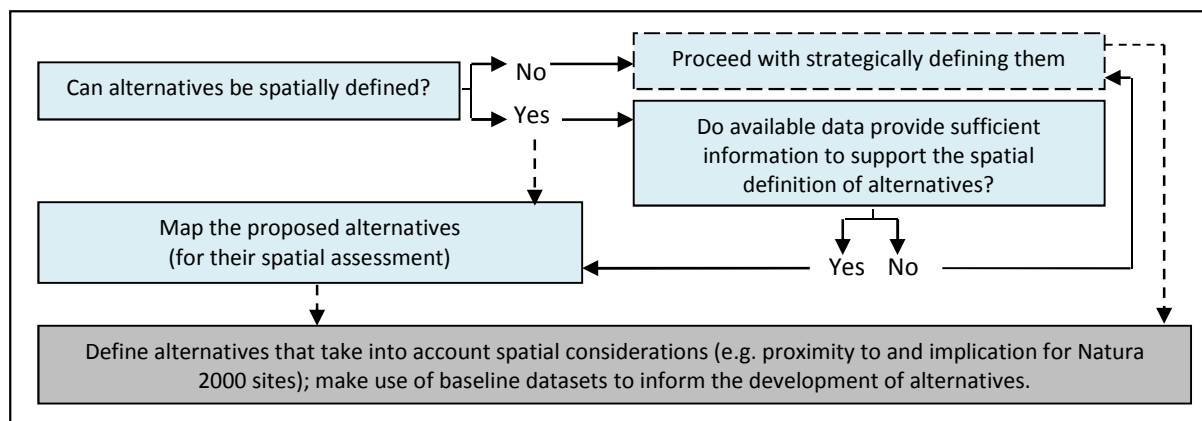 Can alternatives be spatially defined?
No
Yes
Proceed with strategically defining them
Do available data provide sufficient
information to support the spatial
definition of alternatives?
Yes No
Map the proposed alternatives
(for their spatial assessment)
Define alternatives that take into account spatial considerations (e.g. proximity to and implication for Natura
2000 sites); make use of baseline datasets to inform the development of alternatives.